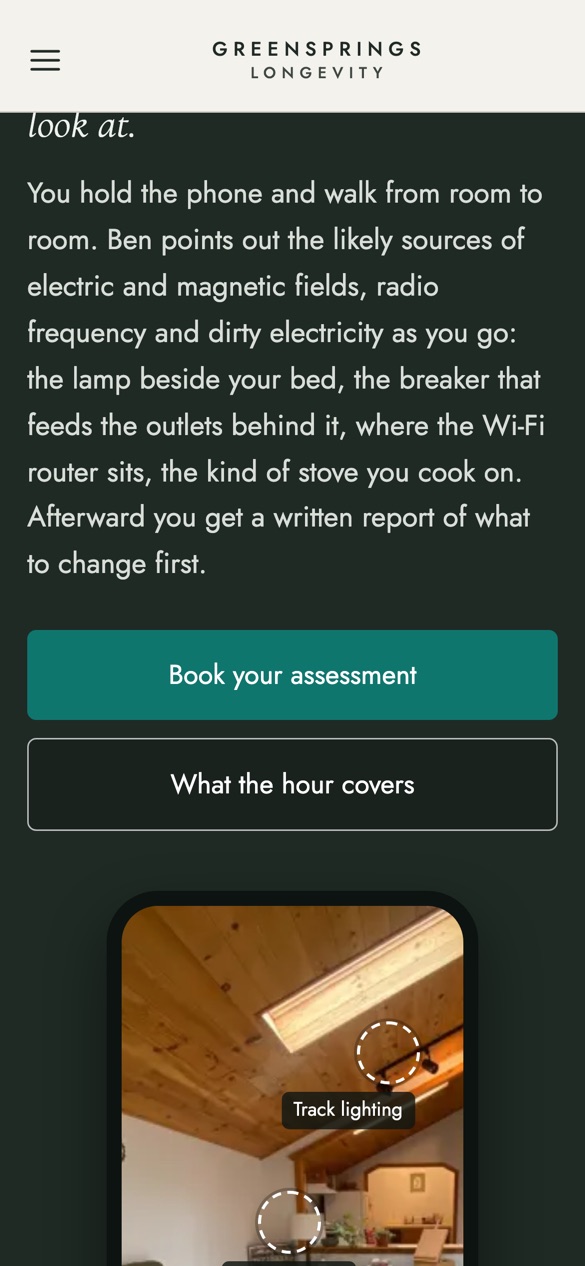 GREENSPRINGS
LONGEVITY
look at.
You hold the phone and walk from room to
room. Ben points out the likely sources of
electric and magnetic fields, radio
frequency and dirty electricity as you go:
the lamp beside your bed, the breaker that
feeds the outlets behind it, where the Wi-Fi
router sits, the kind of stove you cook on.
Afterward you get a written report of what
to change first.
Book your assessment
What the hour covers
Track lighting